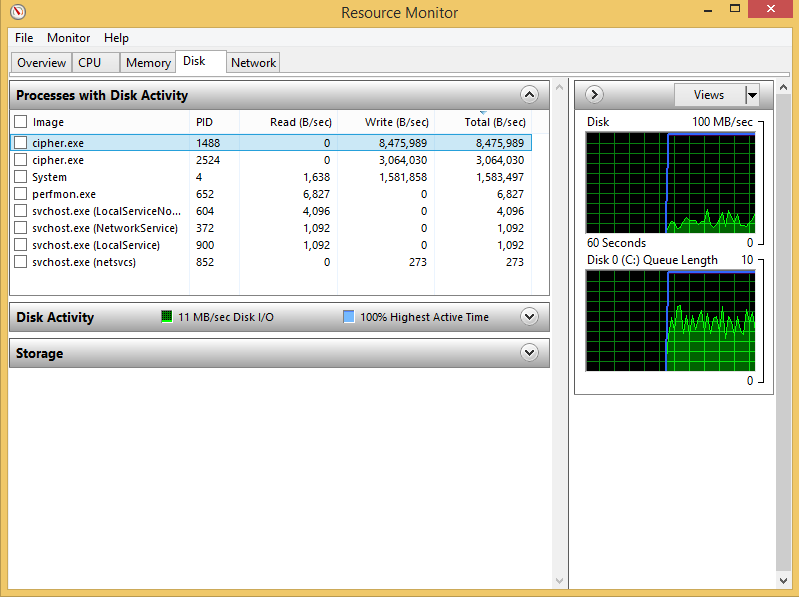 Resource Monitor
File Monitor Help
Overview CPU Memory Disk Network
Processes with Disk Activity
Image PID Read (B/sec) Write (B/sec) Total (B/sec)
cipher.exe 1488 0 8,475,989 8,475,989
cipher.exe 2524 0 3,064,030 3,064,030
System 4 1,638 1,581,858 1,583,497
perfmon.exe 652 6,827 0 6,827
svchost.exe (LocalServiceNo... 604 4,096 0 4,096
svchost.exe (NetworkService) 372 1,092 0 1,092
svchost.exe (LocalService) 900 1,092 0 1,092
svchost.exe (netsvcs) 852 0 273 273
Disk Activity 11 MB/sec Disk I/O 100% Highest Active Time
Storage
Views
Disk 100 MB/sec
60 Seconds 0
Disk 0 (C:) Queue Length 10
0